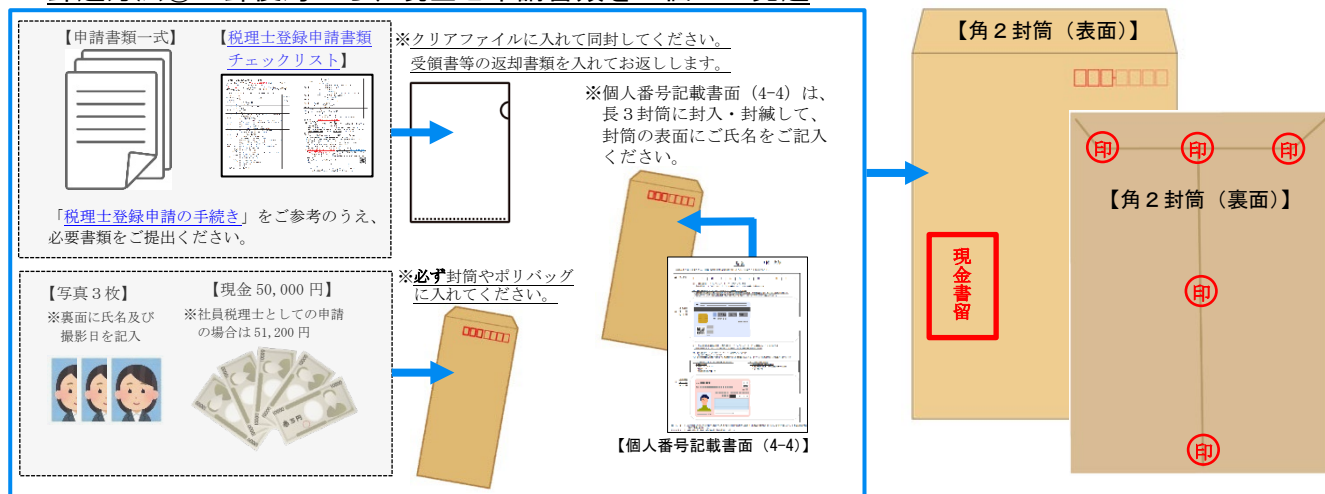 【申請書類一式】
【税理士登録申請書類
チェックリスト】
「税理士登録申請の手続き」をご参考のうえ、
必要書類をご提出ください。
※クリアファイルに入れて同封してください。
受領書等の返却書類を入れてお返しします。
※個人番号記載書面(4-4)は、
長3封筒に封入・封緘して、
封筒の表面にご氏名をご記入
ください。
【写真3枚】
※裏面に氏名及び
撮影日を記入
【現金50,000円】
※社員税理士としての申請
の場合は51,200円
※必ず封筒やポリバッグ
に入れてください。
【個人番号記載書面(4-4)】
【角2封筒(表面)】
現金書留
【角2封筒(裏面)】
印
印
印
印
印